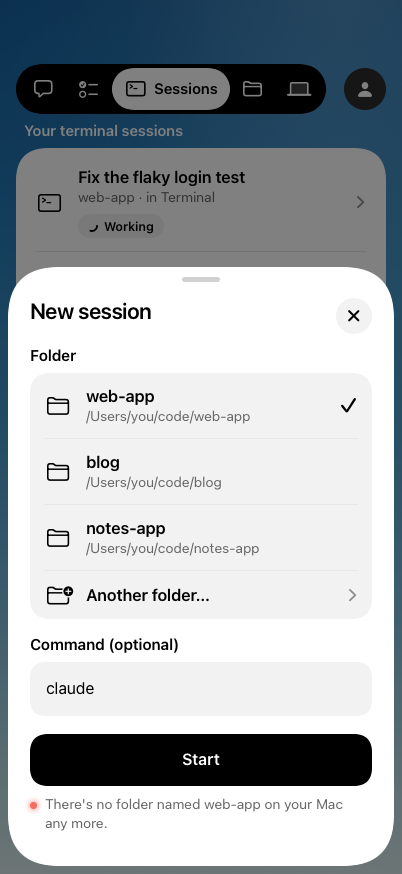 Sessions
Your terminal sessions
Fix the flaky login test
web-app · in Terminal
Working
New session
Folder
web-app
/Users/you/code/web-app
blog
/Users/you/code/blog
notes-app
/Users/you/code/notes-app
Another folder...
Command (optional)
claude
Start
There's no folder named web-app on your Mac
any more.